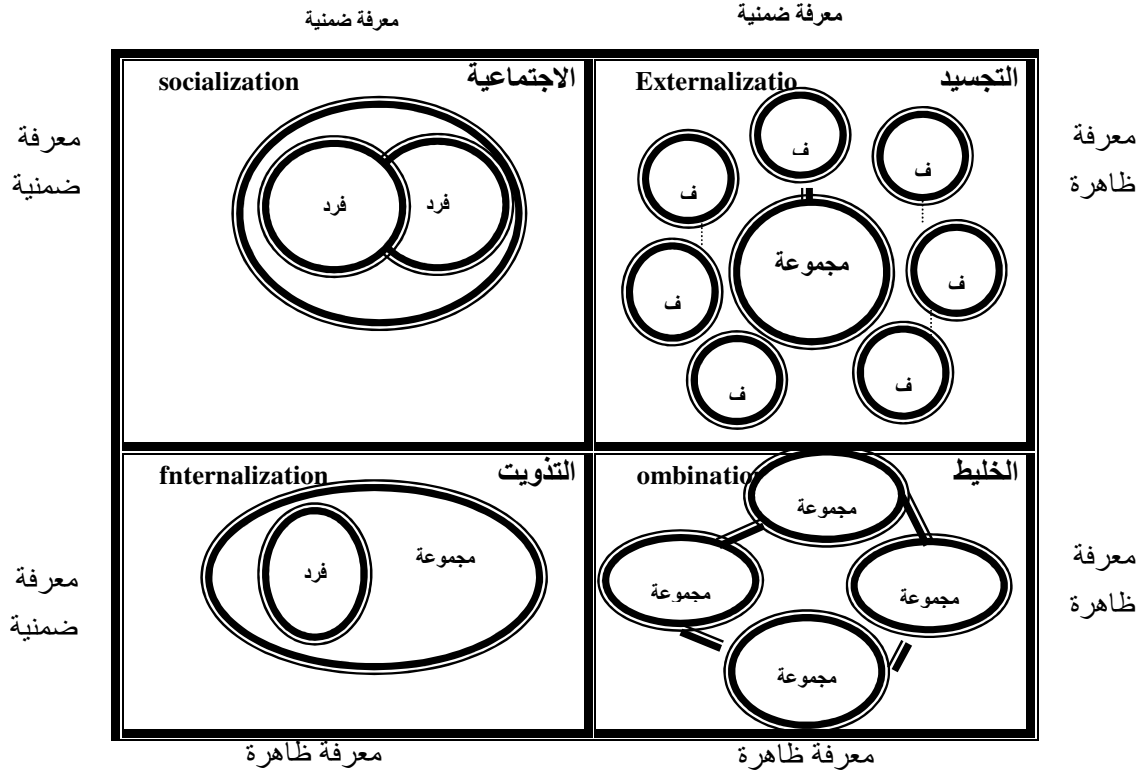 معرفة ضمنية
معرفة ضمنية
التجسيد
Externalizatio
الاجتماعية
socialization
معرفة
ظاهرة
معرفة
ضمنية
ف
ف
ف
ف
ف
ف
ف
مجموعة
فرد
فرد
الخليط
ombination
التذويت
fnternalization
معرفة
ظاهرة
معرفة
ضمنية
مجموعة
مجموعة
مجموعة
مجموعة
مجموعة
فرد
معرفة ظاهرة
معرفة ظاهرة